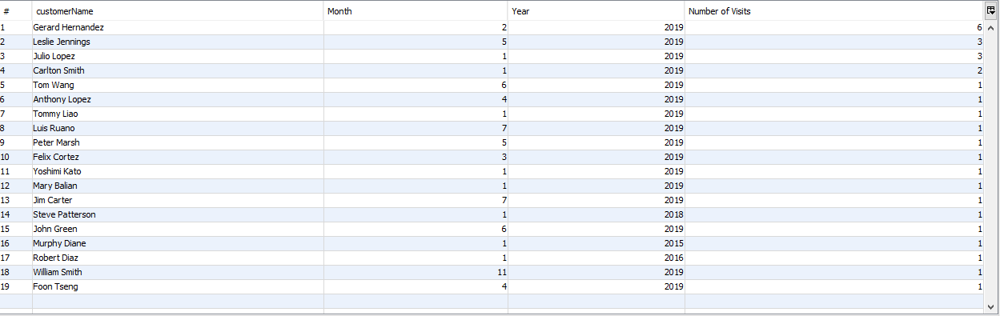 # customerName Month Year Number of Visits
1 Gerard Hernandez 2 2019 6
2 Leslie Jennings 5 2019 3
3 Julio Lopez 1 2019 3
4 Carlton Smith 1 2019 2
5 Tom Wang 6 2019 1
6 Anthony Lopez 4 2019 1
7 Tommy Liao 1 2019 1
8 Luis Ruano 7 2019 1
9 Peter Marsh 5 2019 1
10 Felix Cortez 3 2019 1
11 Yoshimi Kato 1 2019 1
12 Mary Balian 1 2019 1
13 Jim Carter 7 2019 1
14 Steve Patterson 1 2018 1
15 John Green 6 2019 1
16 Murphy Diane 1 2015 1
17 Robert Diaz 1 2016 1
18 William Smith 11 2019 1
19 Foon Tseng 4 2019 1